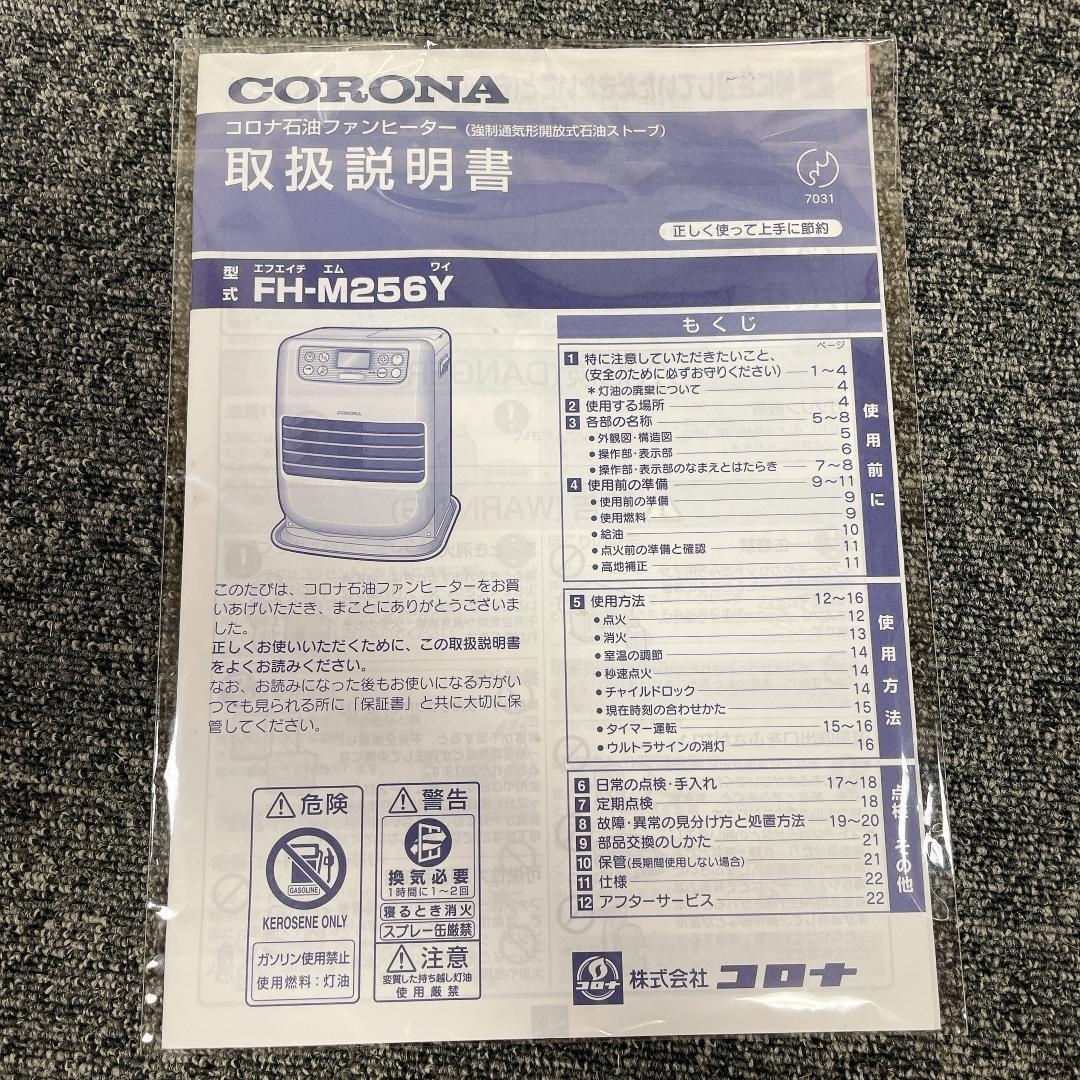 CORONA
コロナ石油ファンヒーター（強制通気形開放式石油ストーブ）
取扱説明書
7031
正しく使って上手に節約
型式 エフエイチ エム ワイ
FH-M256Y
CORONA
このたびは、コロナ石油ファンヒーターをお買
いあげいただき、まことにありがとうございま
した。
正しくお使いいただくために、この取扱説明書
をよくお読みください。
なお、お読みになった後もお使いになる方がい
つでも見られる所に「保証書」と共に大切に保
管してください。
⚠危険
GASOLINE
KEROSENE ONLY
ガソリン使用禁止
使用燃料：灯油
⚠警告
換気必要
1時間に1～2回
寝るとき消火
スプレー缶厳禁
⚠注意
変質した持ち越し灯油
使用厳禁
もくじ
ページ
1 特に注意していただきたいこと、
（安全のために必ずお守りください） 1～4
＊灯油の廃棄について 4
2 使用する場所 4
3 各部の名称 5～8
●外観図・構造図 5
●操作部・表示部 6
●操作部・表示部のなまえとはたらき 7～8
4 使用前の準備 9～11
●使用前の準備 9
●使用燃料 9
●給油 10
●点火前の準備と確認 11
●高地補正 11
使用前に
5 使用方法 12～16
●点火 12
●消火 13
●室温の調節 14
●秒速点火 14
●チャイルドロック 14
●現在時刻の合わせかた 15
●タイマー運転 15～16
●ウルトラサインの消灯 16
使用方法
6 日常の点検・手入れ 17～18
7 定期点検 18
8 故障・異常の見分け方と処置方法 19～20
9 部品交換のしかた 21
10 保管(長期間使用しない場合) 21
11 仕様 22
12 アフターサービス 22
点検・その他
コロナ
株式会社 コロナ